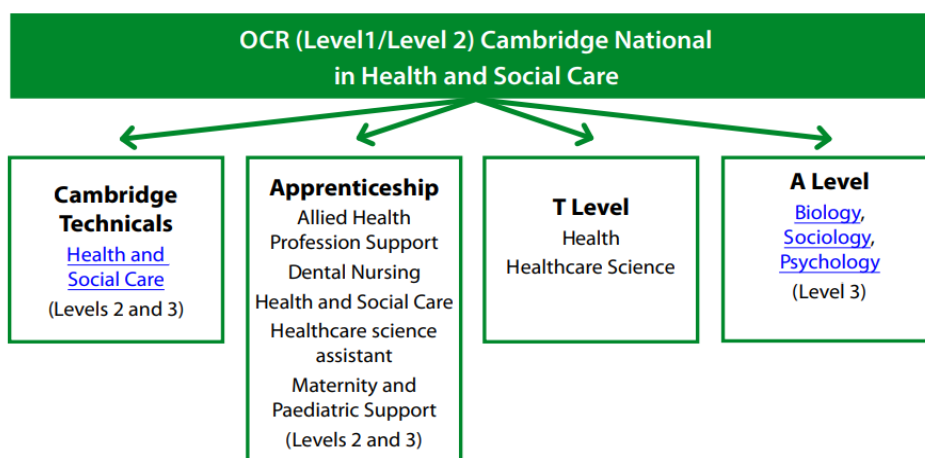 OCR (Level1/Level 2) Cambridge National
in Health and Social Care
Cambridge
Technicals
Health and
Social Care
(Levels 2 and 3)
Apprenticeship
Allied Health
Profession Support
Dental Nursing
Health and Social Care
Healthcare science
assistant
Maternity and
Paediatric Support
(Levels 2 and 3)
T Level
Health
Healthcare Science
A Level
Biology,
Sociology,
Psychology
(Level 3)